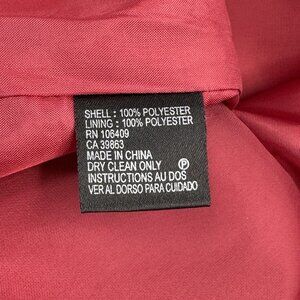 SHELL : 100% POLYESTER
LINING : 100% POLYESTER
RN 106409
CA 39863
MADE IN CHINA
DRY CLEAN ONLY Ⓟ
INSTRUCTIONS AU DOS
VER AL DORSO PARA CUIDADO